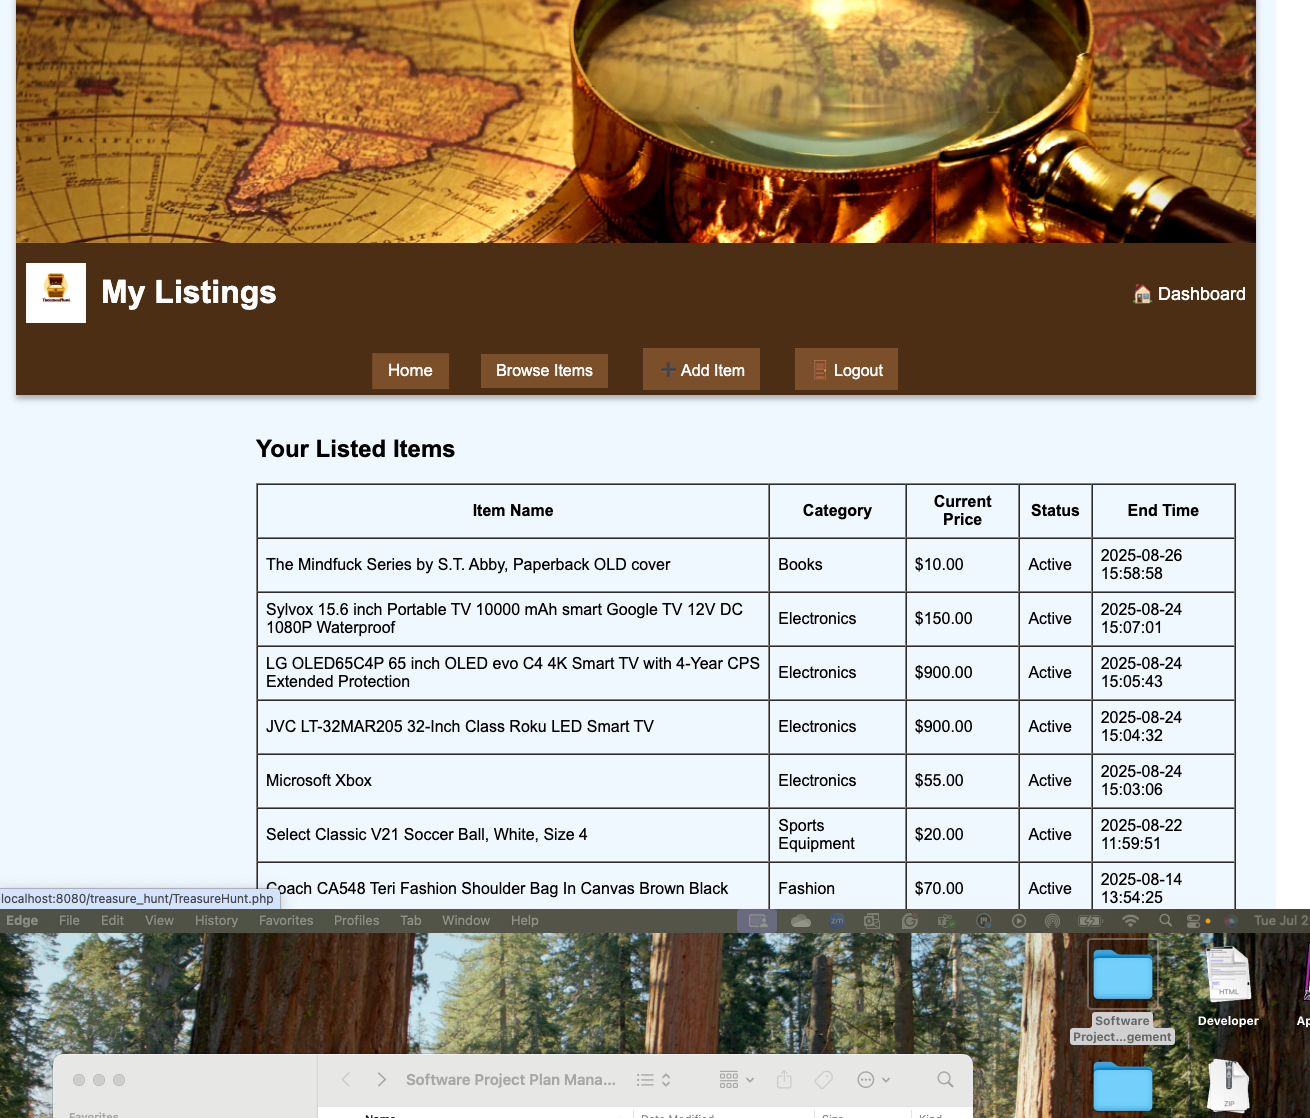 PACIFICUM
My Listings
🏠 Dashboard
Home
Browse Items
➕ Add Item
🚪 Logout
Your Listed Items
Item Name Category Current Price Status End Time
The Mindfuck Series by S.T. Abby, Paperback OLD cover Books $10.00 Active 2025-08-26 15:58:58
Sylvox 15.6 inch Portable TV 10000 mAh smart Google TV 12V DC 1080P Waterproof Electronics $150.00 Active 2025-08-24 15:07:01
LG OLED65C4P 65 inch OLED evo C4 4K Smart TV with 4-Year CPS Extended Protection Electronics $900.00 Active 2025-08-24 15:05:43
JVC LT-32MAR205 32-Inch Class Roku LED Smart TV Electronics $900.00 Active 2025-08-24 15:04:32
Microsoft Xbox Electronics $55.00 Active 2025-08-24 15:03:06
Select Classic V21 Soccer Ball, White, Size 4 Sports Equipment $20.00 Active 2025-08-22 11:59:51
Coach CA548 Teri Fashion Shoulder Bag In Canvas Brown Black Fashion $70.00 Active 2025-08-14 13:54:25
localhost:8080/treasure_hunt/TreasureHunt.php
Edge File Edit View History Favorites Profiles Tab Window Help
zm
Tue Jul 2
HTML
Software Project...gement
Developer
Ap
Software Project Plan Mana...
ZIP
Favorites
Name Date Modified Size Kind